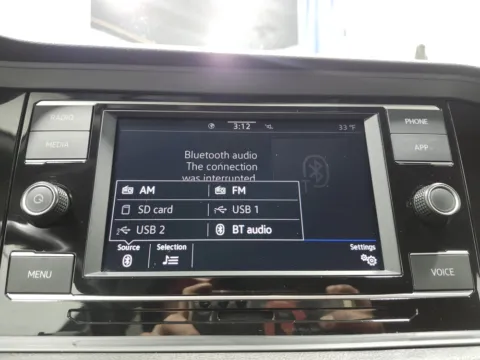 RADIO
MEDIA
MENU
3:12
33°F
Bluetooth audio
The connection
was interrupted
AM
FM
SD card
USB 1
USB 2
BT audio
Source
Selection
Settings
PHONE
APP
VOICE